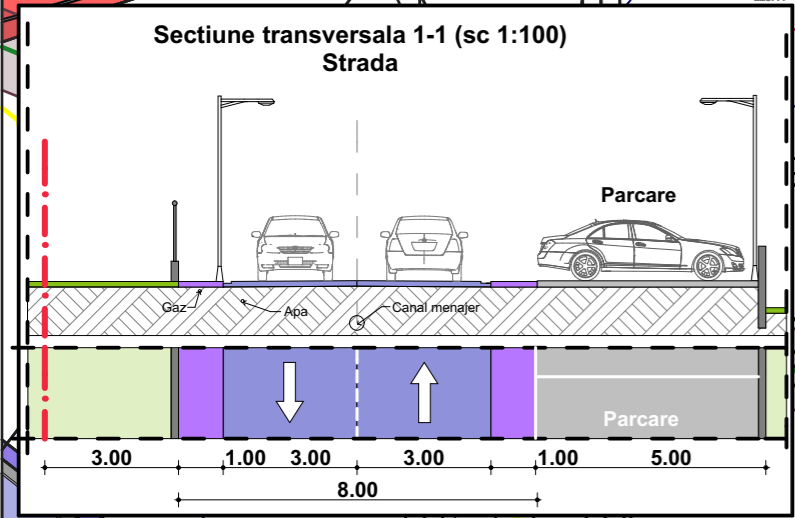 Sectiune transversala 1-1 (sc 1:100)
Strada
Parcare
Gaz
Apa
Canal menajer
Parcare
3.00 1.00 3.00 3.00 1.00 5.00
8.00